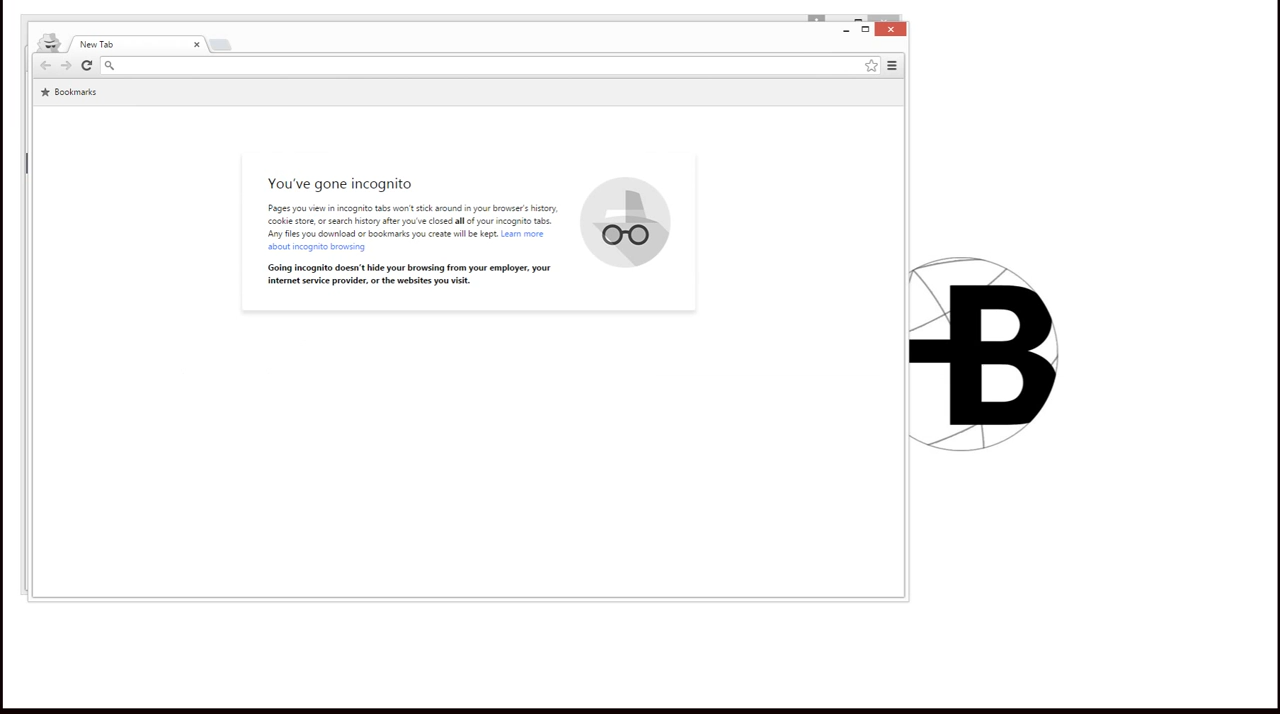 New Tab
Bookmarks
You've gone incognito
Pages you view in incognito tabs won't stick around in your browser's history,
cookie store, or search history after you've closed all of your incognito tabs.
Any files you download or bookmarks you create will be kept. Learn more
about incognito browsing
Going incognito doesn't hide your browsing from your employer, your
internet service provider, or the websites you visit.
B